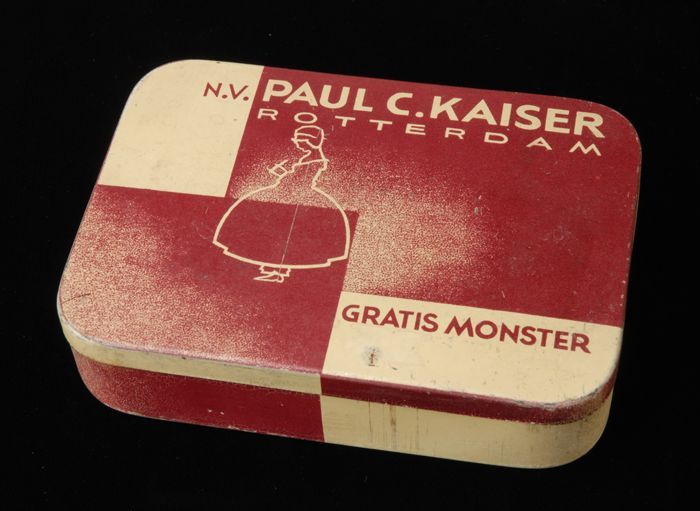 N.V. PAUL C. KAISER
ROTTERDAM
GRATIS MONSTER